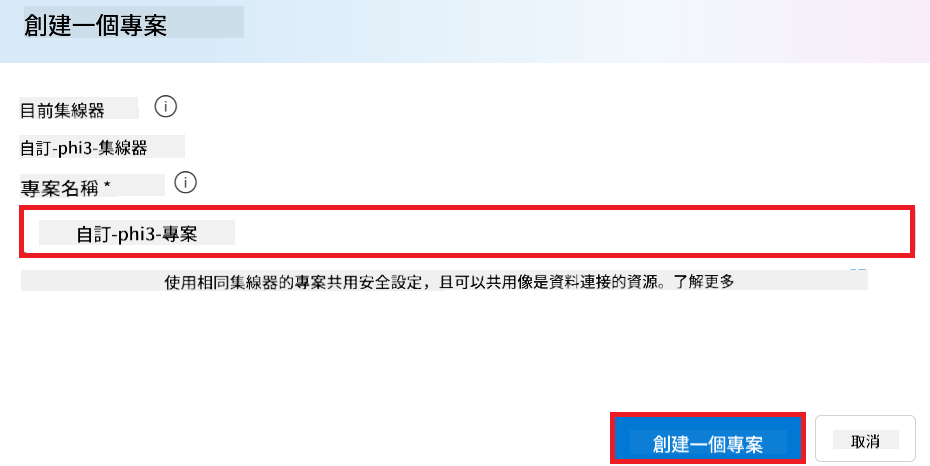 創建一個專案
目前集線器
自訂-phi3-集線器
專案名稱 *
自訂-phi3-專案
使用相同集線器的專案共用安全設定，且可以共用像是資料連接的資源。了解更多
創建一個專案
取消